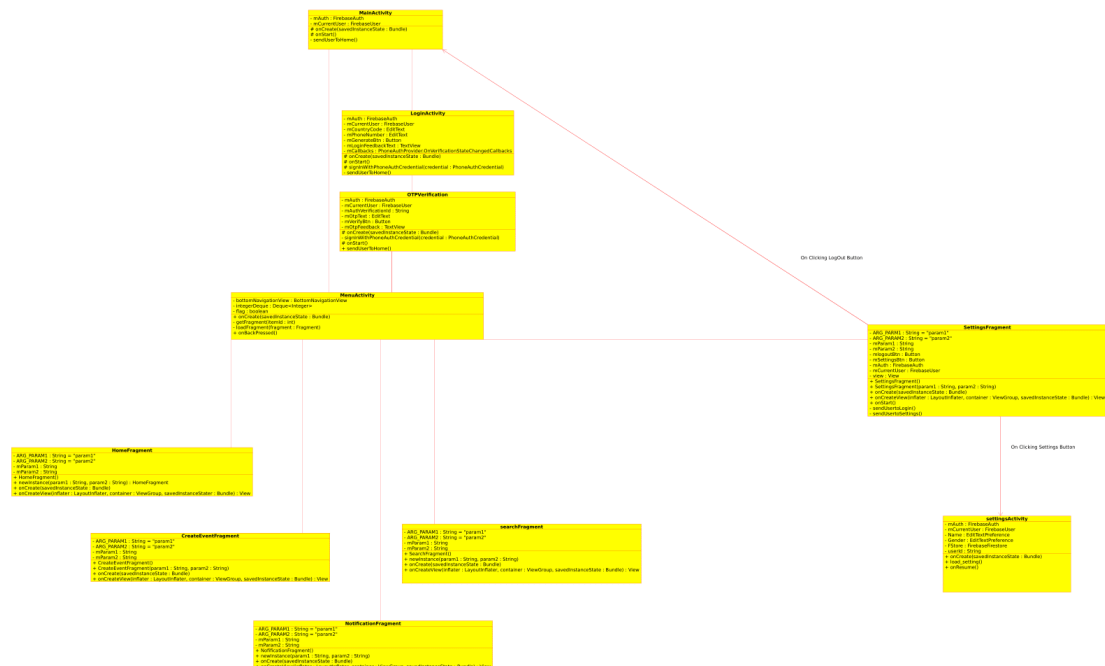 MainActivity
- mAuth : FirebaseAuth
- mCurrentUser : FirebaseUser
# onCreate(savedInstanceState : Bundle)
# onStart()
- sendUserToHome()
LoginActivity
- mAuth : FirebaseAuth
- mCurrentUser : FirebaseUser
- mCountryCode : EditText
- mPhoneNumber : EditText
- mGenerateBtn : Button
- mLoginFeedbackText : TextView
- mCallbacks : PhoneAuthProvider.OnVerificationStateChangedCallbacks
# onCreate(savedInstanceState : Bundle)
# onStart()
# signInWithPhoneAuthCredential(credential : PhoneAuthCredential)
- sendUserToHome()
OTPVerification
- mAuth : FirebaseAuth
- mCurrentUser : FirebaseUser
- mAuthVerificationId : String
- mOtpText : EditText
- mVerifyBtn : Button
- mOtpFeedback : TextView
# onCreate(savedInstanceState : Bundle)
- signInWithPhoneAuthCredential(credential : PhoneAuthCredential)
# onStart()
+ sendUserToHome()
On Clicking LogOut Button
MenuActivity
- bottomNavigationView : BottomNavigationView
- integerDeque : Deque<Integer>
- flag : boolean
+ onCreate(savedInstanceState : Bundle)
- getFragment(itemId : int)
- loadFragment(fragment : Fragment)
+ onBackPressed()
SettingsFragment
- ARG_PARM1 : String = "param1"
- ARG_PARAM2 : String = "param2"
- mParam1 : String
- mParam2 : String
- mlogoutBtn : Button
- mSettingsBtn : Button
- mAuth : FirebaseAuth
- mCurrentUser : FirebaseUser
- view : View
+ SettingsFragment()
+ SettingsFragment(param1 : String, param2 : String)
+ onCreate(savedInstanceState : Bundle)
+ onCreateView(inflater : LayoutInflater, container : ViewGroup, savedInstanceState : Bundle) : View
+ onStart()
- sendUsertoLogin()
- sendUsertoSettings()
On Clicking Settings Button
HomeFragment
- ARG_PARAM1 : String = "param1"
- ARG_PARAM2 : String = "param2"
- mParam1 : String
- mParam2 : String
+ HomeFragment()
+ newInstance(param1 : String, param2 : String) : HomeFragment
+ onCreate(savedInstanceState : Bundle)
+ onCreateView(inflater : LayoutInflater, container : ViewGroup, savedInstanceStater : Bundle) : View
CreateEventFragment
- ARG_PARAM1 : String = "param1"
- ARG_PARAM2 : String = "param2"
- mParam1 : String
- mParam2 : String
+ CreateEventFragment()
+ CreateEventFragment(param1 : String, param2 : String)
+ onCreate(savedInstanceState : Bundle)
+ onCreateView(inflater : LayoutInflater, container : ViewGroup, savedInstanceState : Bundle) : View
searchFragment
- ARG_PARAM1 : String = "param1"
- ARG_PARAM2 : String = "param2"
- mParam1 : String
- mParam2 : String
+ SearchFragment()
+ newInstance(param1 : String, param2 : String)
+ onCreate(savedInstanceState : Bundle)
+ onCreateView(inflater : LayoutInflater, container : ViewGroup, savedInstanceState : Bundle) : View
settingsActivity
- mAuth : FirebaseAuth
- mCurrentUser : FirebaseUser
- Name : EditTextPreference
- Gender : EditTextPreference
- FStore : FirebaseFirestore
- userId : String
+ onCreate(savedInstanceState : Bundle)
+ load_setting()
+ onResume()
NotificationFragment
- ARG_PARAM1 : String = "param1"
- ARG_PARAM2 : String = "param2"
- mParam1 : String
- mParam2 : String
+ NotificationFragment()
+ newInstance(param1 : String, param2 : String)
+ onCreate(savedInstanceState : Bundle)